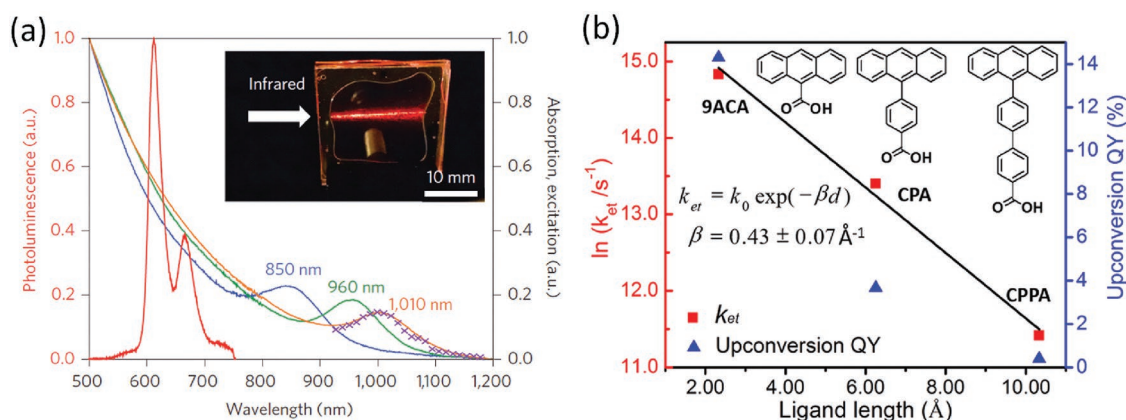 (a)
Photoluminescence (a.u.)
1.0
0.8
0.6
0.4
0.2
0.0
500
600
700
800
900
1,000
1,100
1,200
Wavelength (nm)
1.0
0.8
0.6
0.4
0.2
0.0
Absorption, excitation (a.u.)
Infrared
10 mm
850 nm
960 nm
1,010 nm
(b)
ln (ket /s-1)
15.0
14.0
13.0
12.0
11.0
2.00
4.00
6.00
8.00
10.00
Ligand length (Å)
14
12
10
8
6
4
2
0
Upconversion QY (%)
9ACA
CPA
CPPA
O
OH
O
OH
O
OH
ket = k0 exp(−βd)
β = 0.43 ± 0.07 Å-1
ket
Upconversion QY